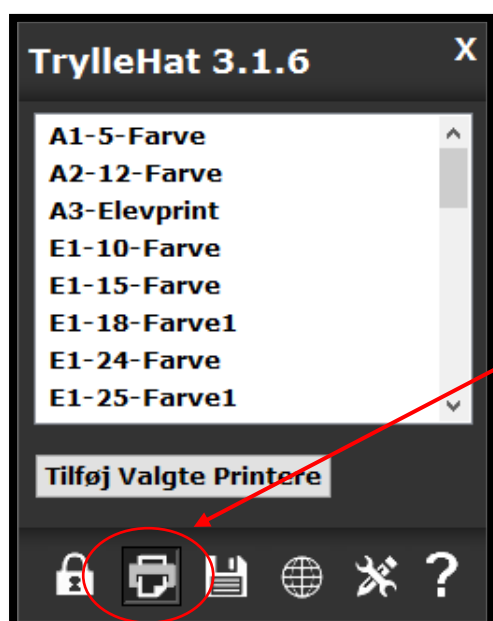 TrylleHat 3.1.6 X
A1-5-Farve
A2-12-Farve
A3-Elevprint
E1-10-Farve
E1-15-Farve
E1-18-Farve1
E1-24-Farve
E1-25-Farve1
Tilføj Valgte Printere
?